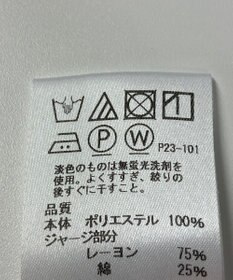 P W P23-101
淡色のものは無蛍光洗剤を
使用。よくすすぎ、絞りの
後すぐに干すこと。
品質
本体 ポリエステル 100%
ジャージ部分
レーヨン 75%
綿 25%